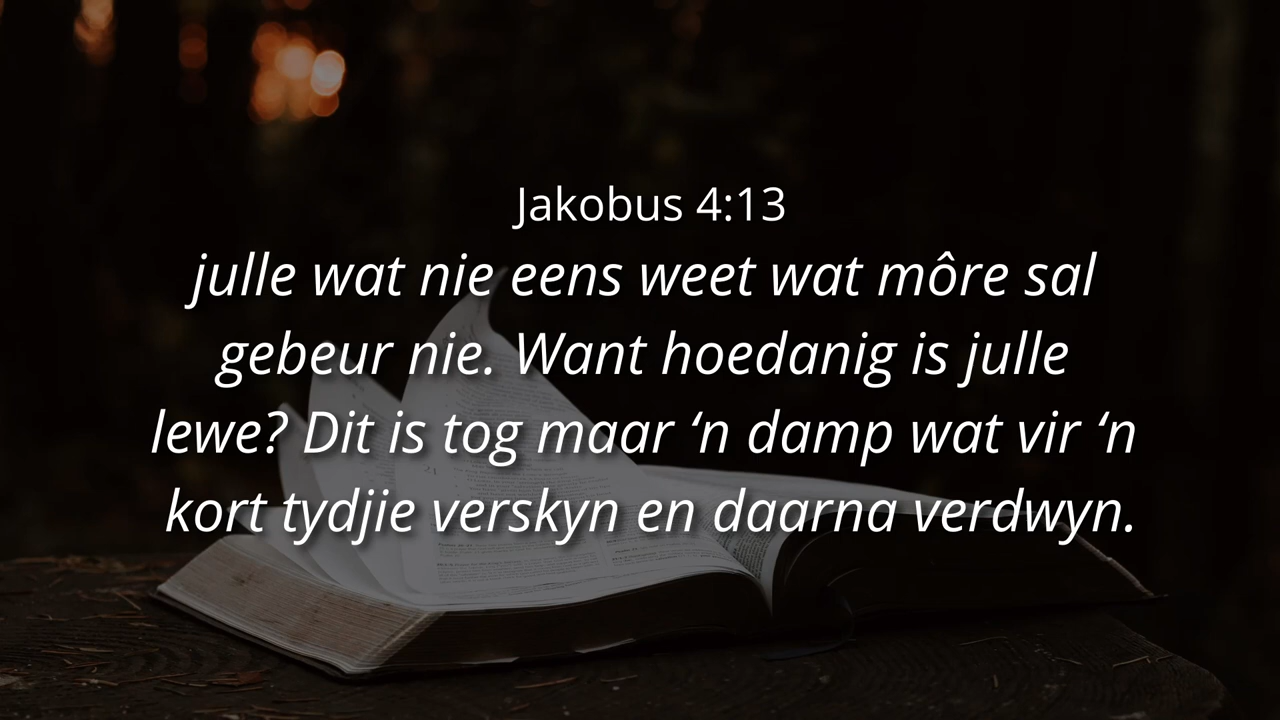 Jakobus 4:13
julle wat nie eens weet wat môre sal
gebeur nie. Want hoedanig is julle
lewe? Dit is tog maar ‘n damp wat vir ‘n
kort tydjie verskyn en daarna verdwyn.